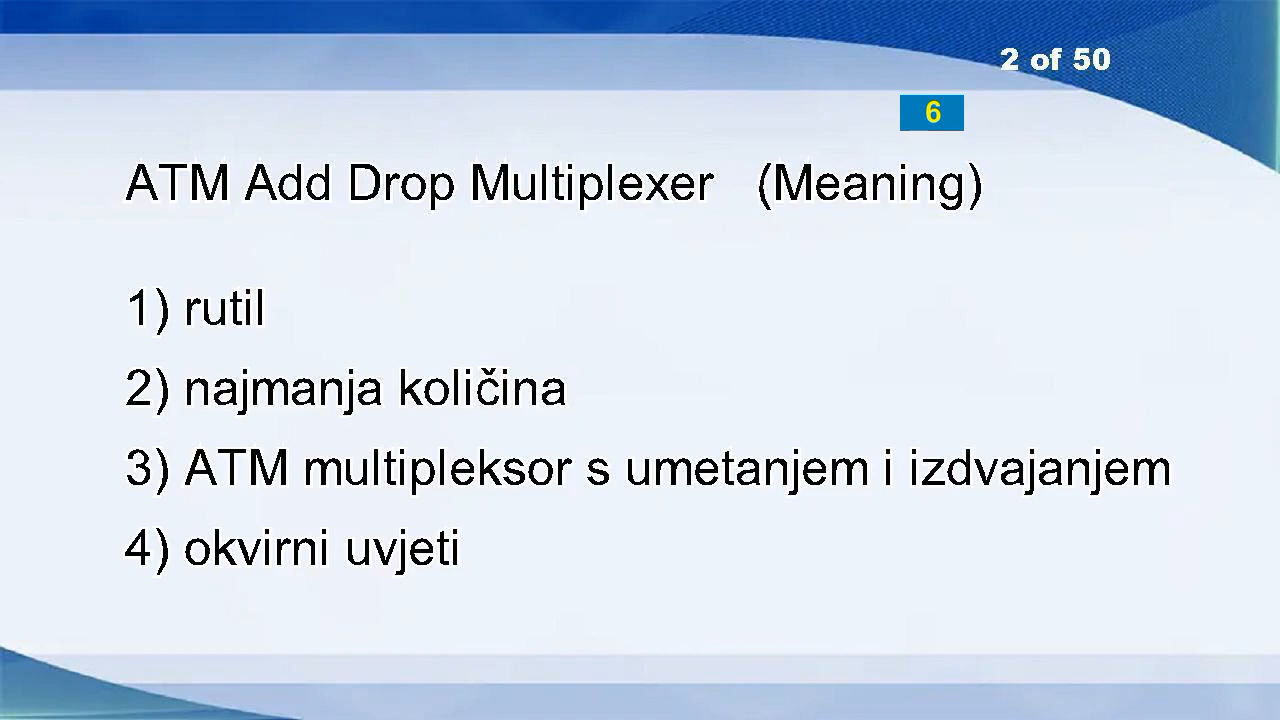 2 of 50
6
ATM Add Drop Multiplexer (Meaning)
1) rutil
2) najmanja količina
3) ATM multipleksor s umetanjem i izdvajanjem
4) okvirni uvjeti